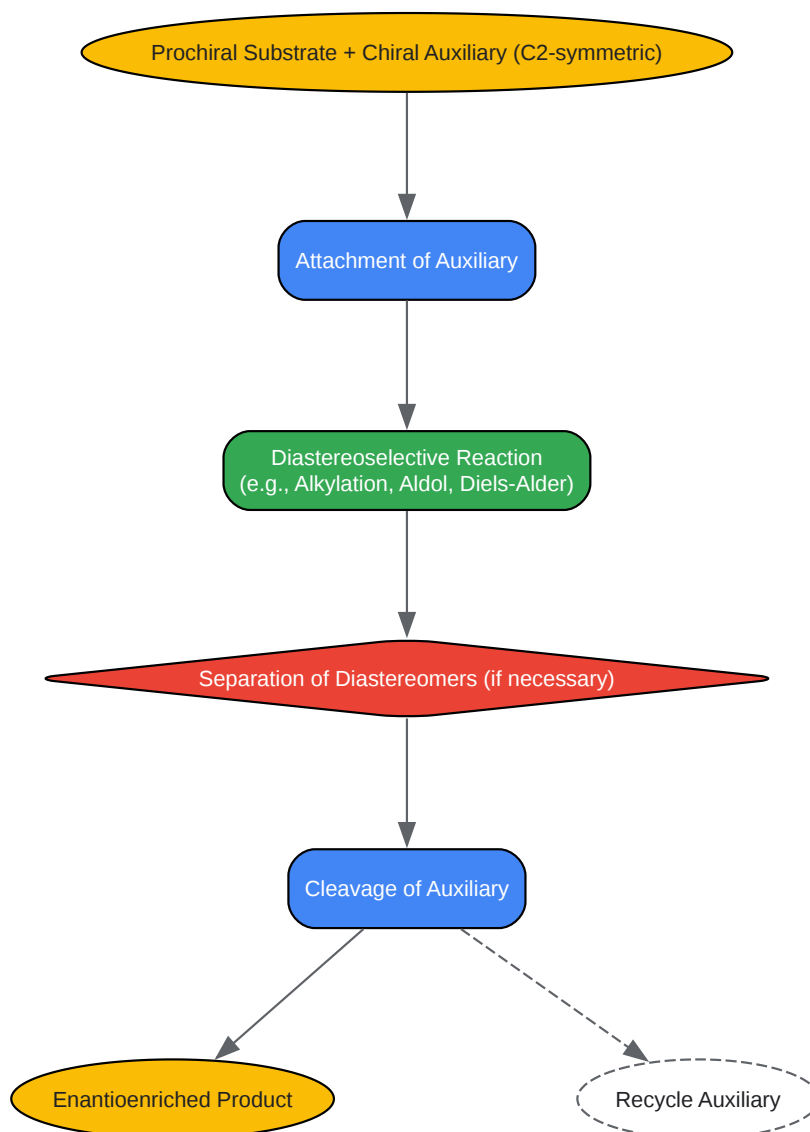 Prochiral Substrate + Chiral Auxiliary (C2-symmetric)
Attachment of Auxiliary
Diastereoselective Reaction
(e.g., Alkylation, Aldol, Diels-Alder)
Separation of Diastereomers (if necessary)
Cleavage of Auxiliary
Enantioenriched Product
Recycle Auxiliary